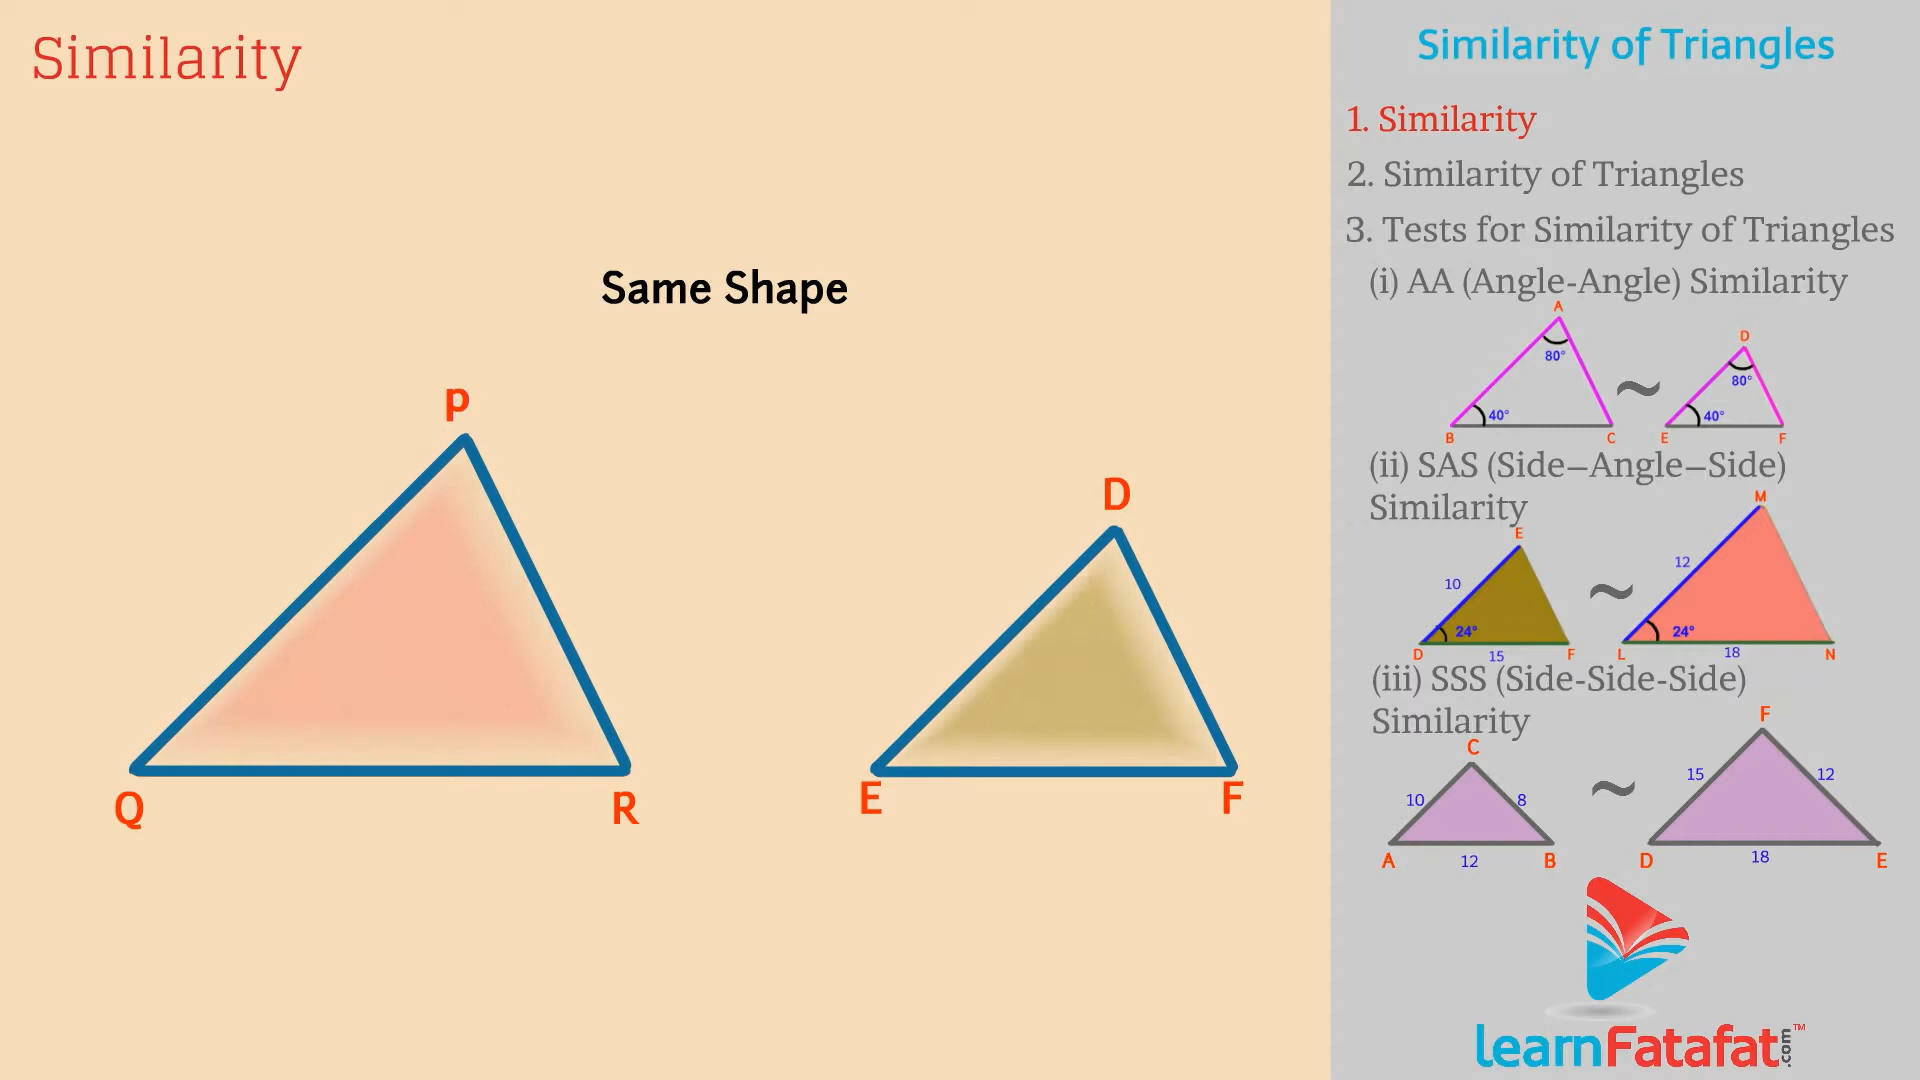 Similarity
Same Shape
P
Q
R
D
E
F
Similarity of Triangles
1. Similarity
2. Similarity of Triangles
3. Tests for Similarity of Triangles
(i) AA (Angle-Angle) Similarity
A
80°
40°
B
C
~
D
80°
40°
E
F
(ii) SAS (Side–Angle–Side)
Similarity
E
10
24°
D
15
F
~
M
12
24°
L
18
N
(iii) SSS (Side-Side-Side)
Similarity
C
10
8
A
12
B
~
F
15
12
D
18
E
learnFatafat.com™